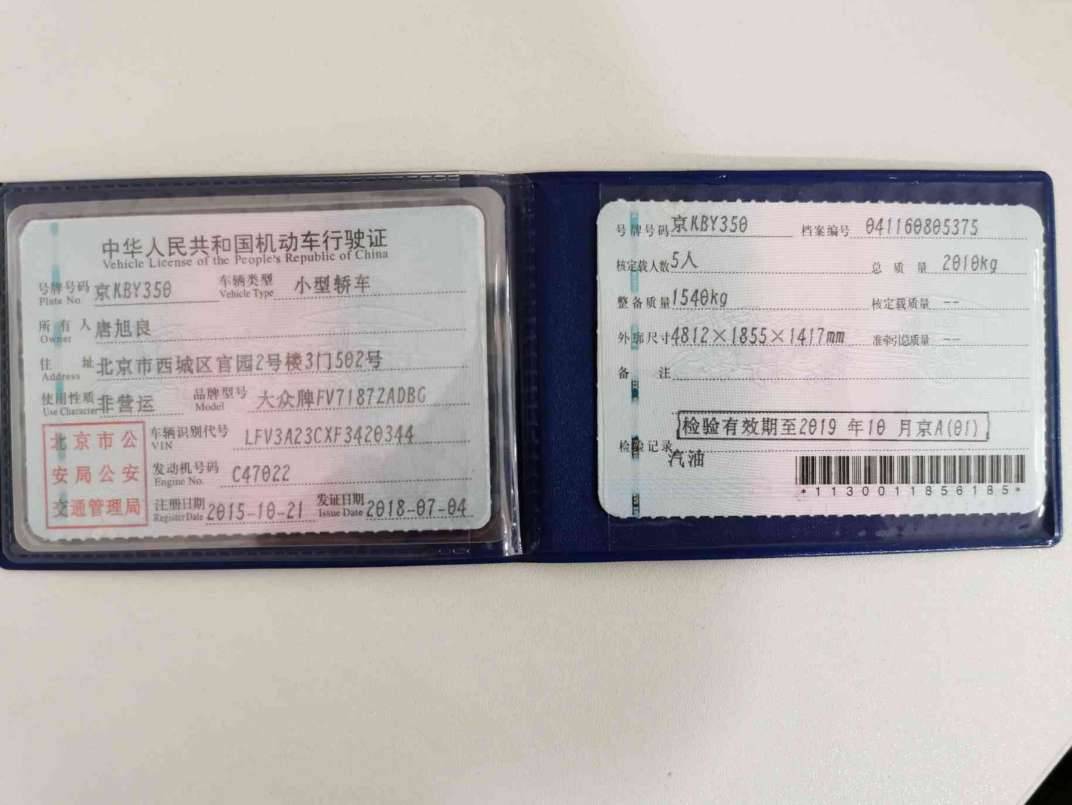 中华人民共和国机动车行驶证
Vehicle License of the People's Republic of China
号牌号码 京KBY350 车辆类型 小型轿车
Plate No. Vehicle Type
所有人 唐旭良
Owner
住址 北京市西城区官园2号楼3门502号
Address
使用性质 非营运 品牌型号 大众牌FV7187ZADBG
Use Character Model
北京市公
安局公安
交通管理局
车辆识别代号 LFV3A23CXF3420344
VIN
发动机号码 C47022
Engine No.
注册日期 2015-10-21 发证日期 2018-07-04
Register Date Issue Date
号牌号码 京KBY350 档案编号 041160805375
核定载人数 5人 总质量 2010kg
整备质量 1540kg 核定载质量 --
外廓尺寸 4812×1855×1417mm 准牵引总质量 --
备注
检验有效期至2019 年10 月京A(01)
检验记录
汽油
*1130011856185*